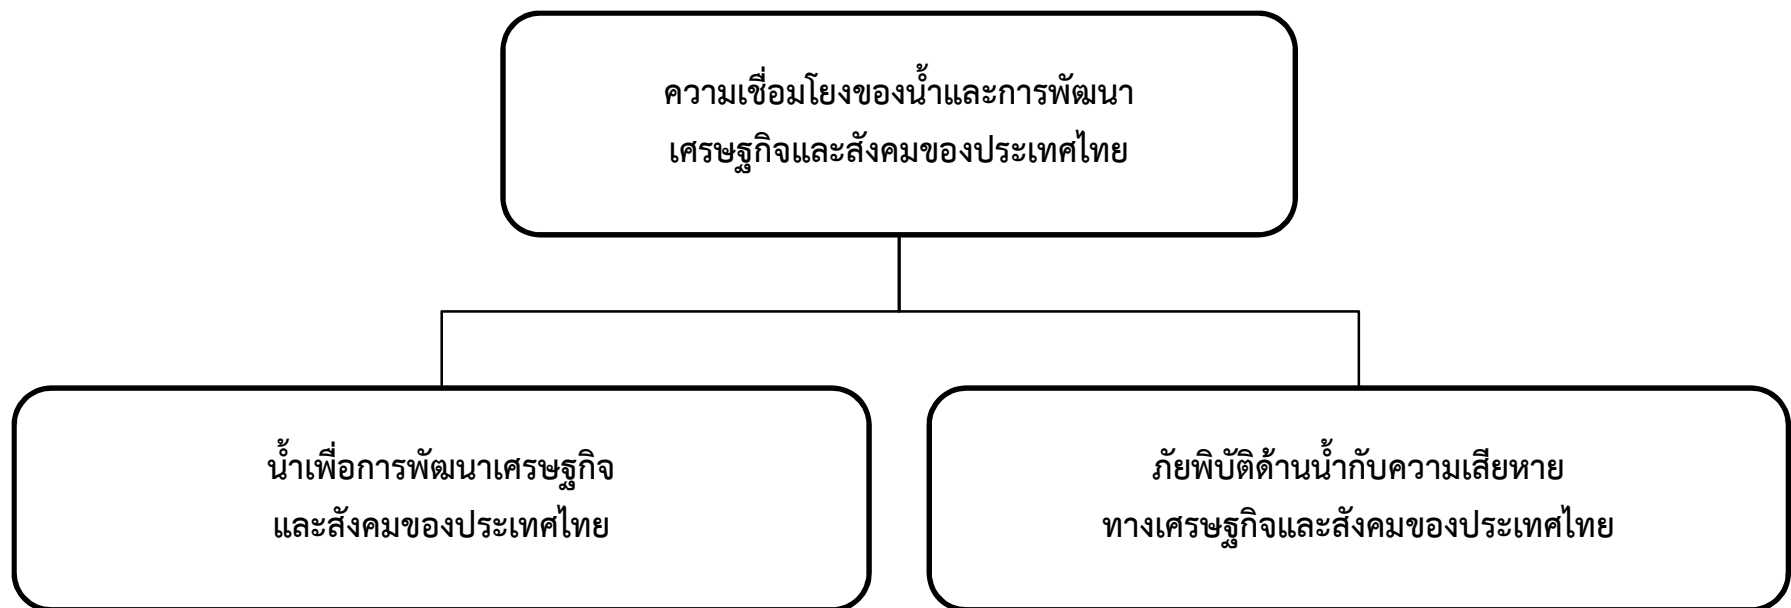 ความเชื่อมโยงของน้ำและการพัฒนา
เศรษฐกิจและสังคมของประเทศไทย
น้ำเพื่อการพัฒนาเศรษฐกิจ
และสังคมของประเทศไทย
ภัยพิบัติด้านน้ำกับความเสียหาย
ทางเศรษฐกิจและสังคมของประเทศไทย